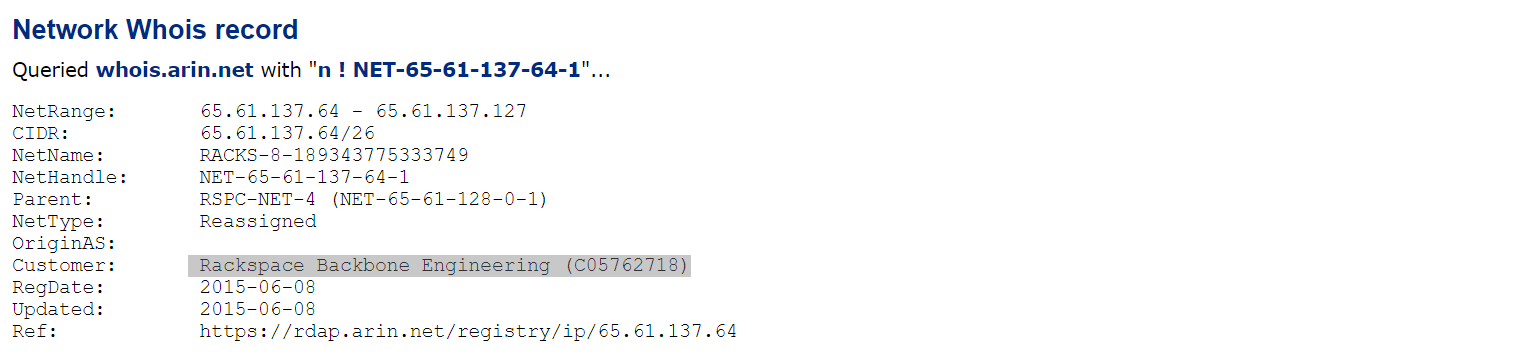 Network Whois record
Queried whois.arin.net with "n ! NET-65-61-137-64-1"...
NetRange: 65.61.137.64 - 65.61.137.127
CIDR: 65.61.137.64/26
NetName: RACKS-8-189343775333749
NetHandle: NET-65-61-137-64-1
Parent: RSPC-NET-4 (NET-65-61-128-0-1)
NetType: Reassigned
OriginAS:
Customer: Rackspace Backbone Engineering (C05762718)
RegDate: 2015-06-08
Updated: 2015-06-08
Ref: https://rdap.arin.net/registry/ip/65.61.137.64